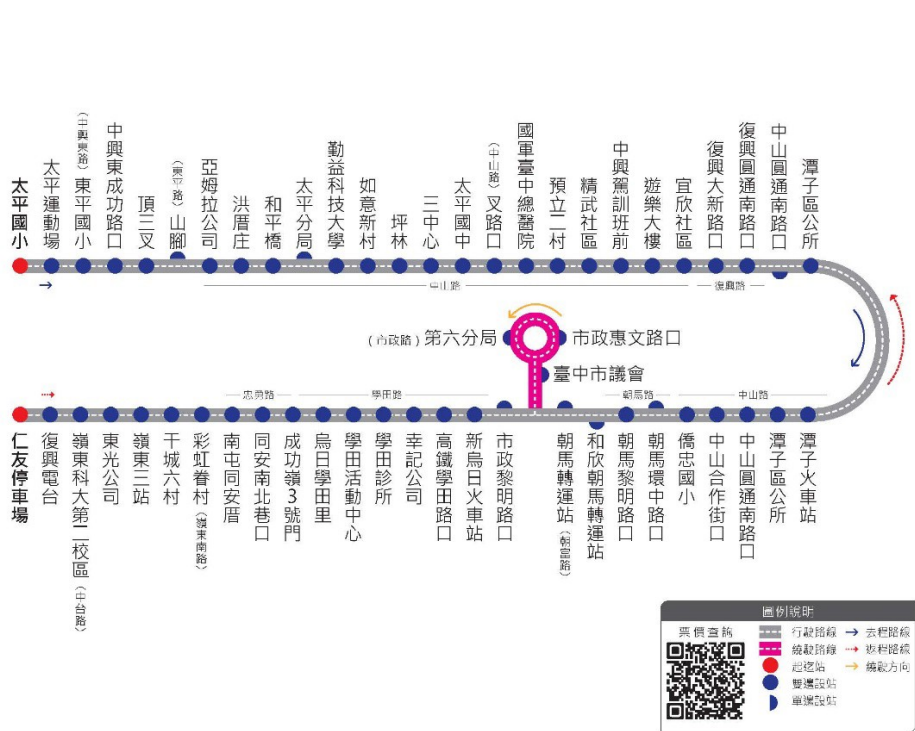 太平國小
太平運動場
(中興東路)東平國小
中興東成功路口
頂三叉
(東平路)山腳
亞姆拉公司
洪厝庄
和平橋
太平分局
勤益科技大學
如意新村
坪林
三中心
太平國中
(中山路)叉路口
國軍臺中總醫院
預立二村
精武社區
中興駕訓班前
遊樂大樓
宜欣社區
復興大新路口
復興圓通南路口
中山圓通南路口
潭子區公所
中山路
復興路
(市政路)第六分局
市政惠文路口
臺中市議會
忠勇路
學田路
朝馬路
中山路
仁友停車場
復興電台
嶺東科大第二校區(中台路)
東光公司
嶺東三站
干城六村
彩虹眷村(嶺東南路)
南屯同安厝
同安南北巷口
成功嶺3號門
烏日學田里
學田活動中心
學田診所
幸記公司
高鐵學田路口
新烏日火車站
市政黎明路口
朝馬轉運站(朝富路)
和欣朝馬轉運站
朝馬黎明路口
朝馬環中路口
僑忠國小
中山合作街口
中山圓通南路口
潭子區公所
潭子火車站
圖例說明
票價查詢
行駛路線
去程路線
繞駛路線
返程路線
起迄站
繞駛方向
雙邊設站
單邊設站